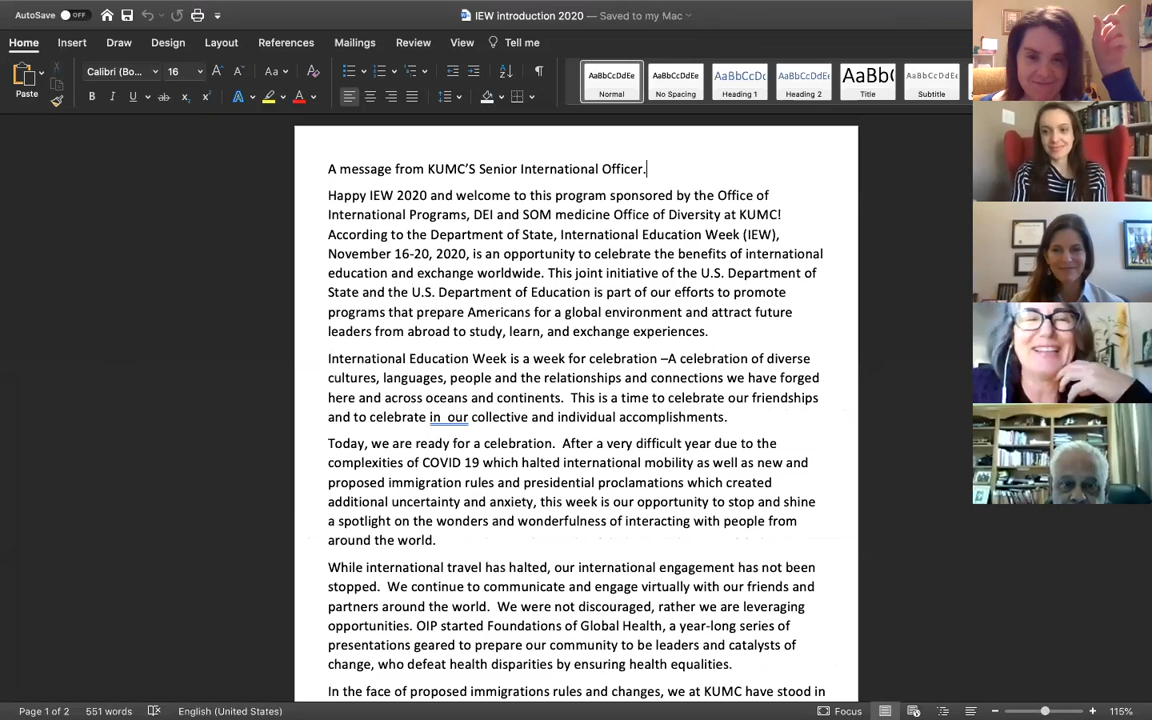 AutoSave OFF IEW introduction 2020 — Saved to my Mac
Home Insert Draw Design Layout References Mailings Review View Tell me
Paste Calibri (Bo... 16 A A Aa A
B I U ab x₂ x² A A
AaBbCcDdEe AaBbCcDdEe AaBbCcDc AaBbCcDdEe AaBb( AaBbCcDdEe
Normal No Spacing Heading 1 Heading 2 Title Subtitle
A message from KUMC’S Senior International Officer.
Happy IEW 2020 and welcome to this program sponsored by the Office of
International Programs, DEI and SOM medicine Office of Diversity at KUMC!
According to the Department of State, International Education Week (IEW),
November 16-20, 2020, is an opportunity to celebrate the benefits of international
education and exchange worldwide. This joint initiative of the U.S. Department of
State and the U.S. Department of Education is part of our efforts to promote
programs that prepare Americans for a global environment and attract future
leaders from abroad to study, learn, and exchange experiences.
International Education Week is a week for celebration –A celebration of diverse
cultures, languages, people and the relationships and connections we have forged
here and across oceans and continents.  This is a time to celebrate our friendships
and to celebrate in  our collective and individual accomplishments.
Today, we are ready for a celebration.  After a very difficult year due to the
complexities of COVID 19 which halted international mobility as well as new and
proposed immigration rules and presidential proclamations which created
additional uncertainty and anxiety, this week is our opportunity to stop and shine
a spotlight on the wonders and wonderfulness of interacting with people from
around the world.
While international travel has halted, our international engagement has not been
stopped.  We continue to communicate and engage virtually with our friends and
partners around the world.  We were not discouraged, rather we are leveraging
opportunities. OIP started Foundations of Global Health, a year-long series of
presentations geared to prepare our community to be leaders and catalysts of
change, who defeat health disparities by ensuring health equalities.
In the face of proposed immigrations rules and changes, we at KUMC have stood in
Page 1 of 2 551 words English (United States) Focus 115%